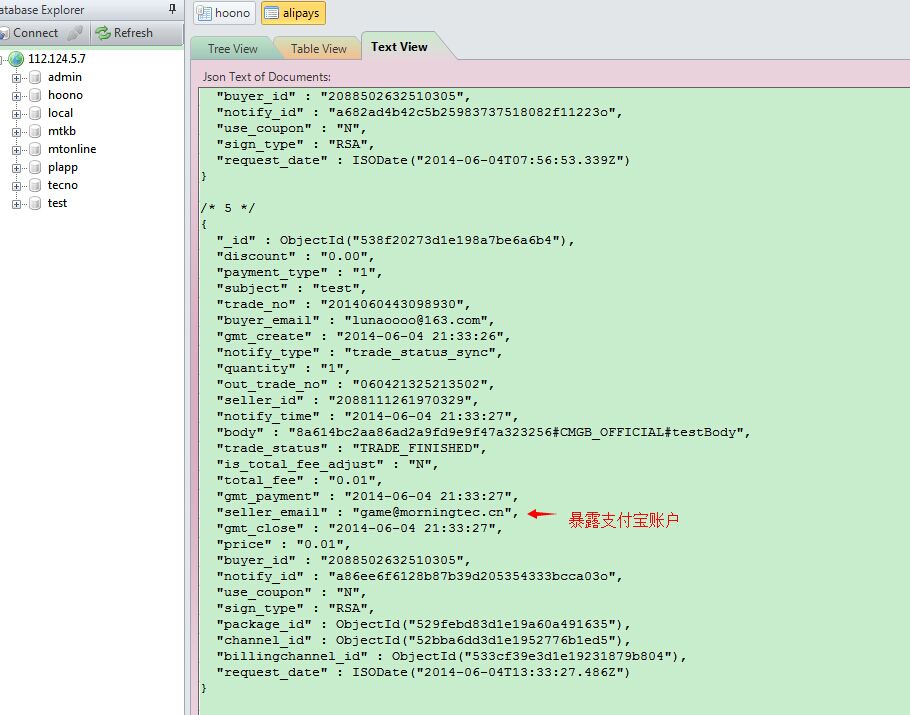 atabase Explorer
Connect
Refresh
112.124.5.7
admin
hoono
local
mtkb
mtonline
plapp
tecno
test
hoono
alipays
Tree View
Table View
Text View
Json Text of Documents:
"buyer_id" : "2088502632510305",
"notify_id" : "a682ad4b42c5b25983737518082f11223o",
"use_coupon" : "N",
"sign_type" : "RSA",
"request_date" : ISODate("2014-06-04T07:56:53.339Z")
}
/* 5 */
{
"_id" : ObjectId("538f20273d1e198a7be6a6b4"),
"discount" : "0.00",
"payment_type" : "1",
"subject" : "test",
"trade_no" : "2014060443098930",
"buyer_email" : "lunaoooo@163.com",
"gmt_create" : "2014-06-04 21:33:26",
"notify_type" : "trade_status_sync",
"quantity" : "1",
"out_trade_no" : "060421325213502",
"seller_id" : "2088111261970329",
"notify_time" : "2014-06-04 21:33:27",
"body" : "8a614bc2aa86ad2a9fd9e9f47a323256#CMGB_OFFICIAL#testBody",
"trade_status" : "TRADE_FINISHED",
"is_total_fee_adjust" : "N",
"total_fee" : "0.01",
"gmt_payment" : "2014-06-04 21:33:27",
"seller_email" : "game@morningtec.cn",
暴露支付宝账户
"gmt_close" : "2014-06-04 21:33:27",
"price" : "0.01",
"buyer_id" : "2088502632510305",
"notify_id" : "a86ee6f6128b87b39d205354333bcca03o",
"use_coupon" : "N",
"sign_type" : "RSA",
"package_id" : ObjectId("529febd83d1e19a60a491635"),
"channel_id" : ObjectId("52bba6dd3d1e1952776b1ed5"),
"billingchannel_id" : ObjectId("533cf39e3d1e19231879b804"),
"request_date" : ISODate("2014-06-04T13:33:27.486Z")
}